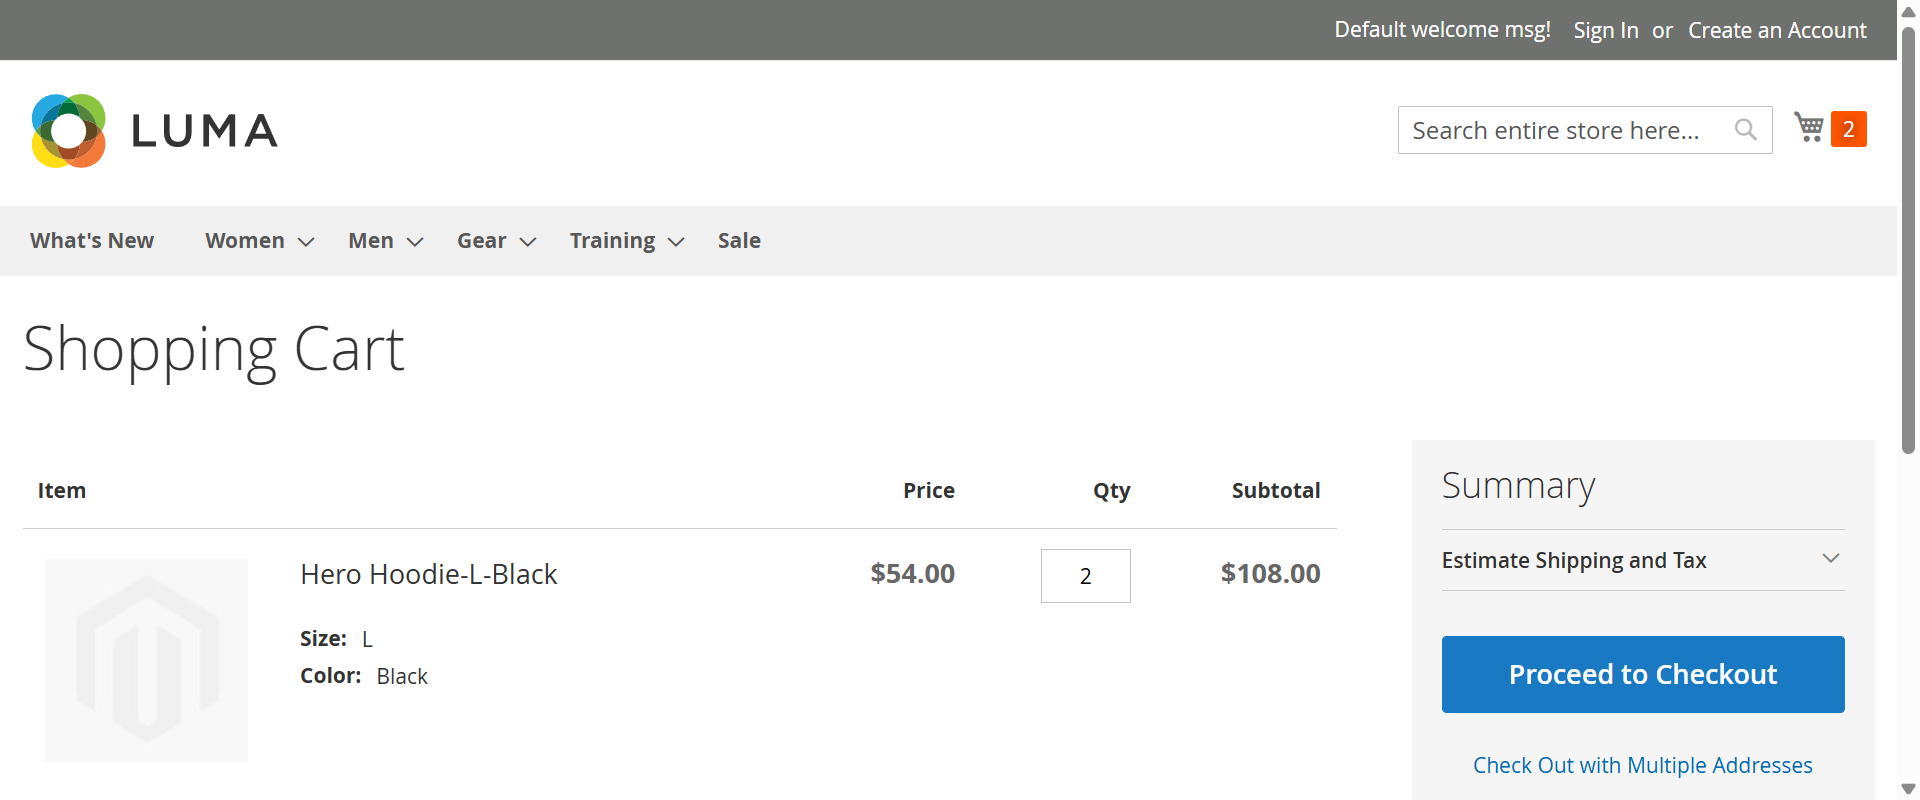 Default welcome msg! Sign In or Create an Account
LUMA
Search entire store here...
2
What's New Women Men Gear Training Sale
Shopping Cart
Item Price Qty Subtotal
Hero Hoodie-L-Black $54.00 2 $108.00
Size: L
Color: Black
Summary
Estimate Shipping and Tax
Proceed to Checkout
Check Out with Multiple Addresses